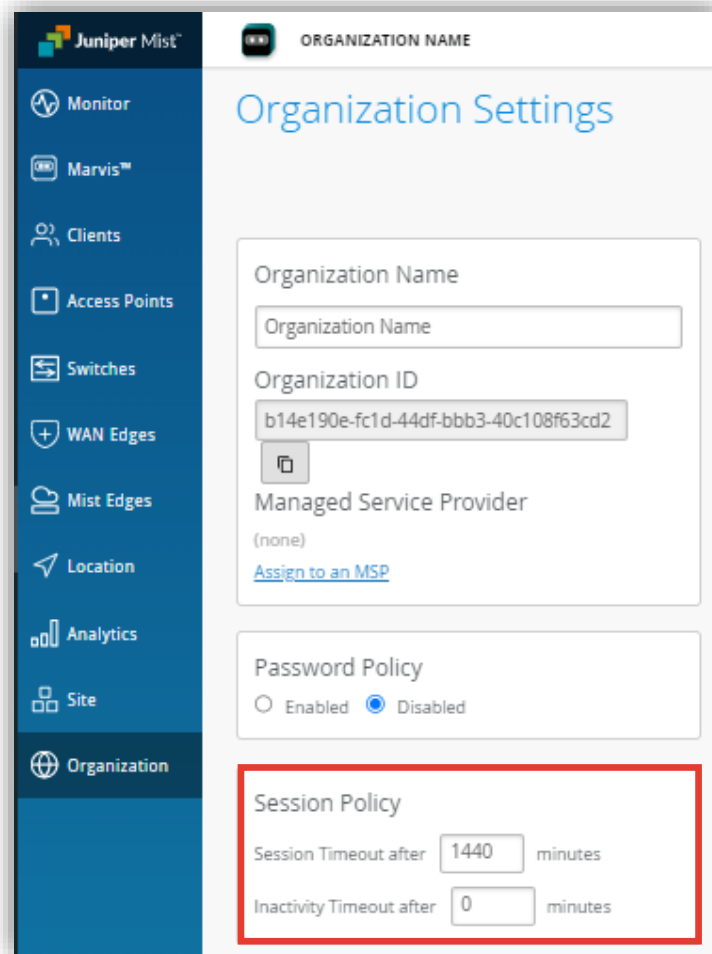 Juniper Mist™
ORGANIZATION NAME
Monitor
Marvis™
Clients
Access Points
Switches
WAN Edges
Mist Edges
Location
Analytics
Site
Organization
Organization Settings
Organization Name
Organization Name
Organization ID
b14e190e-fc1d-44df-bbb3-40c108f63cd2
Managed Service Provider
(none)
Assign to an MSP
Password Policy
Enabled Disabled
Session Policy
Session Timeout after 1440 minutes
Inactivity Timeout after 0 minutes